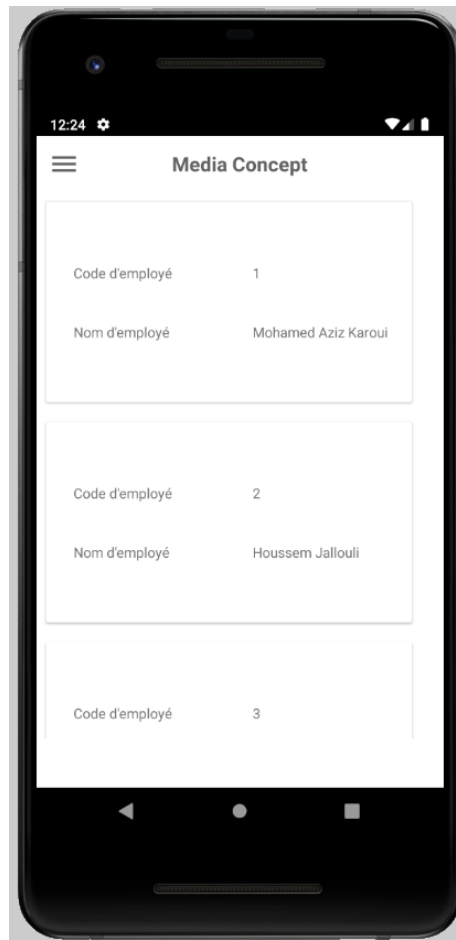 12:24
Media Concept
Code d'employé 1
Nom d'employé Mohamed Aziz Karoui
Code d'employé 2
Nom d'employé Houssem Jallouli
Code d'employé 3